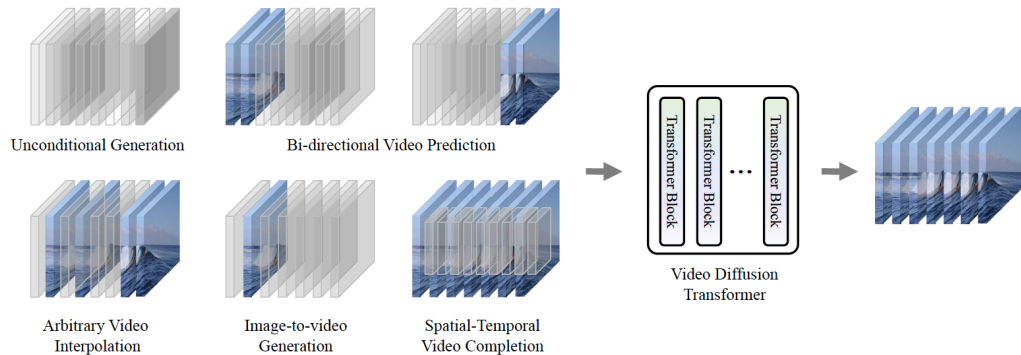 Unconditional Generation
Bi-directional Video Prediction
Arbitrary Video
Interpolation
Image-to-video
Generation
Spatial-Temporal
Video Completion
Transformer Block
Transformer Block
...
Transformer Block
Video Diffusion
Transformer